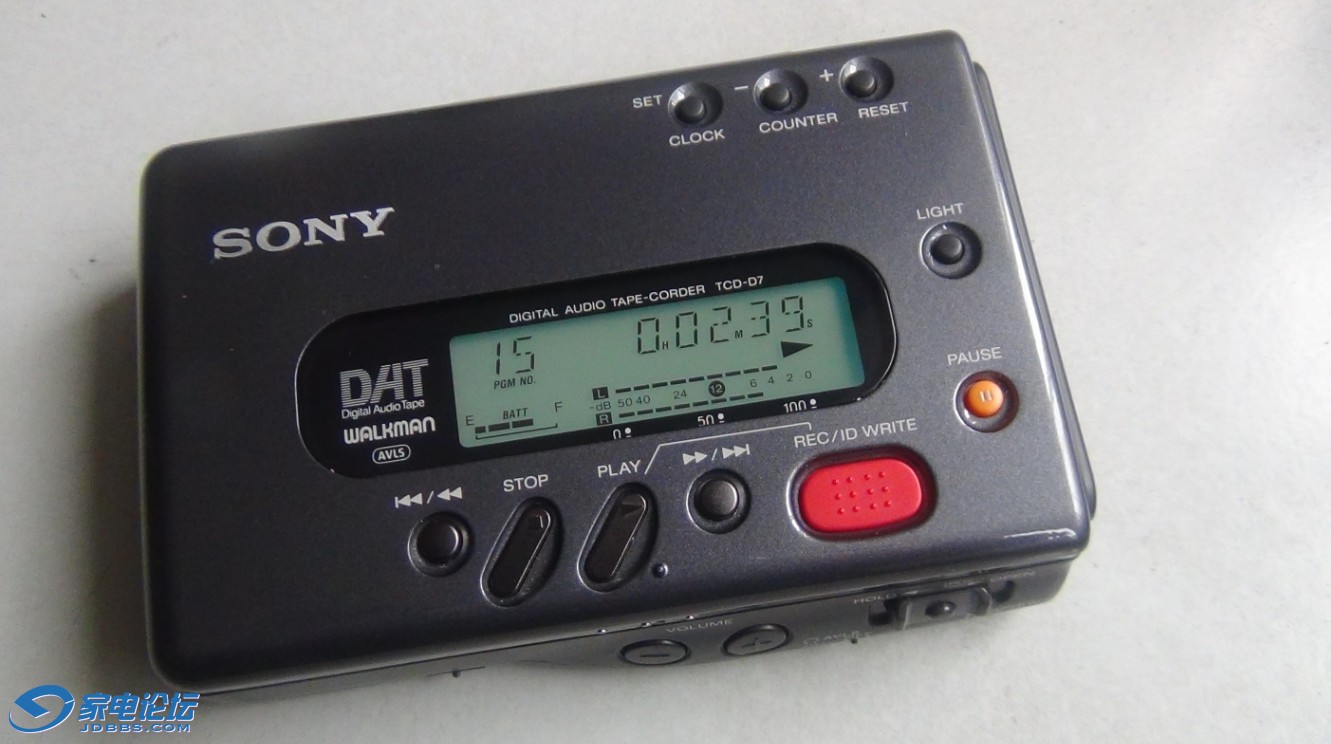 SET
-
+
CLOCK
COUNTER
RESET
SONY
LIGHT
DIGITAL AUDIO TAPE-CORDER TCD-D7
15
0H02M39S
PGM NO.
DAT
Digital Audio Tape
WALKMAN
AVLS
E BATT F
L
-dB 50 40 24 12 6 4 2 0
R
0 50 100
PAUSE
STOP
PLAY
REC/ID WRITE
VOLUME
- +
HOLD
AVLS
家电论坛
JDBBS.COM